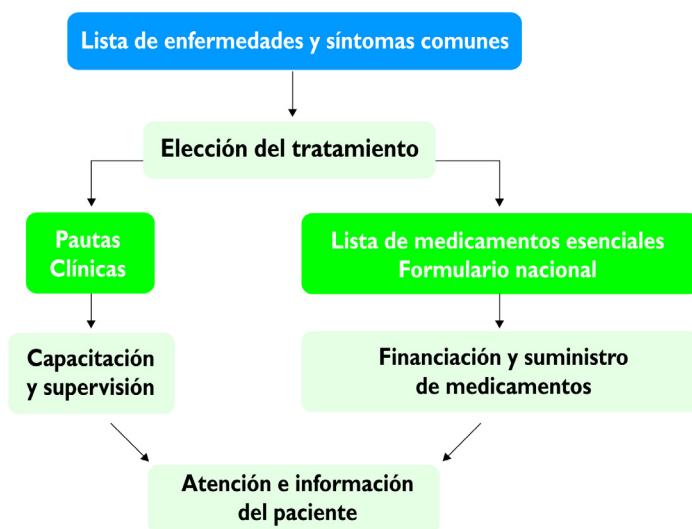 Lista de enfermedades y síntomas comunes
Elección del tratamiento
Pautas
Clínicas
Lista de medicamentos esenciales
Formulario nacional
Capacitación
y supervisión
Financiación y suministro
de medicamentos
Atención e información
del paciente